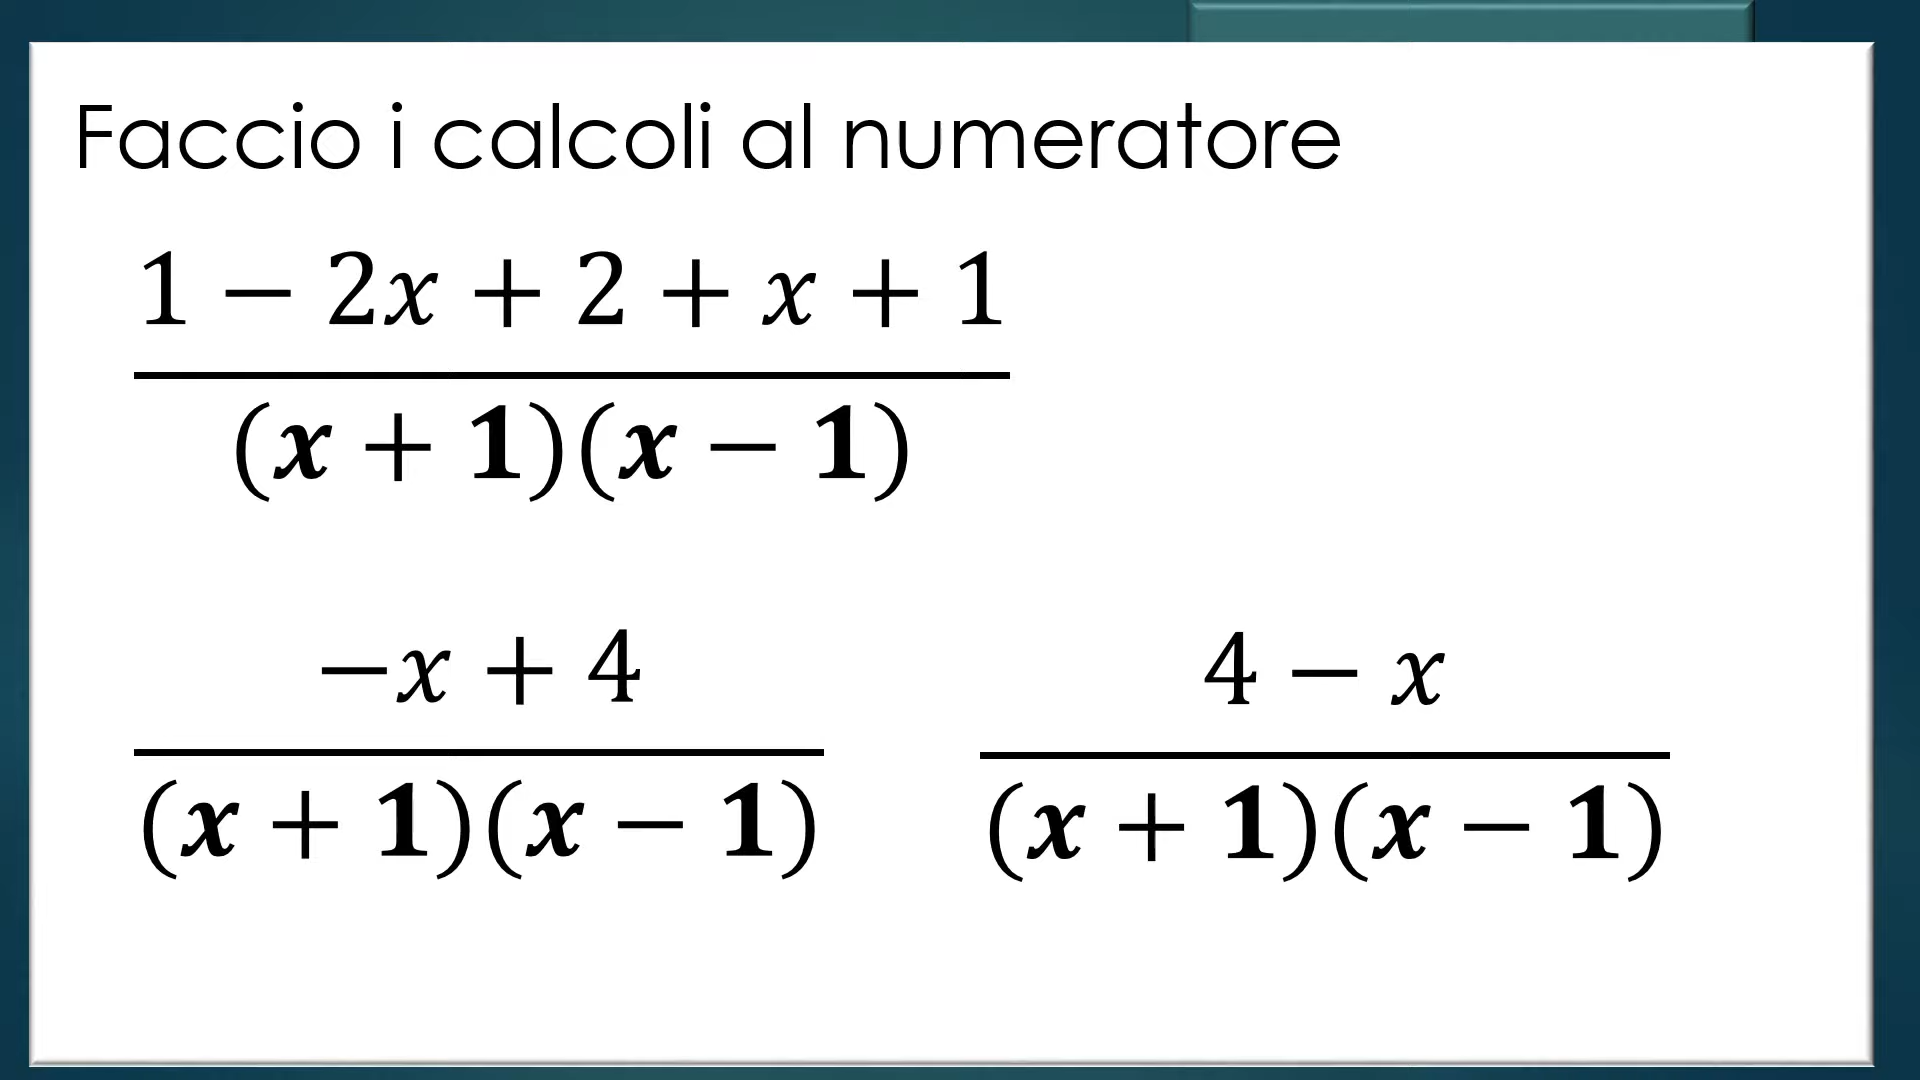 Faccio i calcoli al numeratore
1 − 2x + 2 + x + 1
(x + 1)(x − 1)
−x + 4
(x + 1)(x − 1)
4 − x
(x + 1)(x − 1)